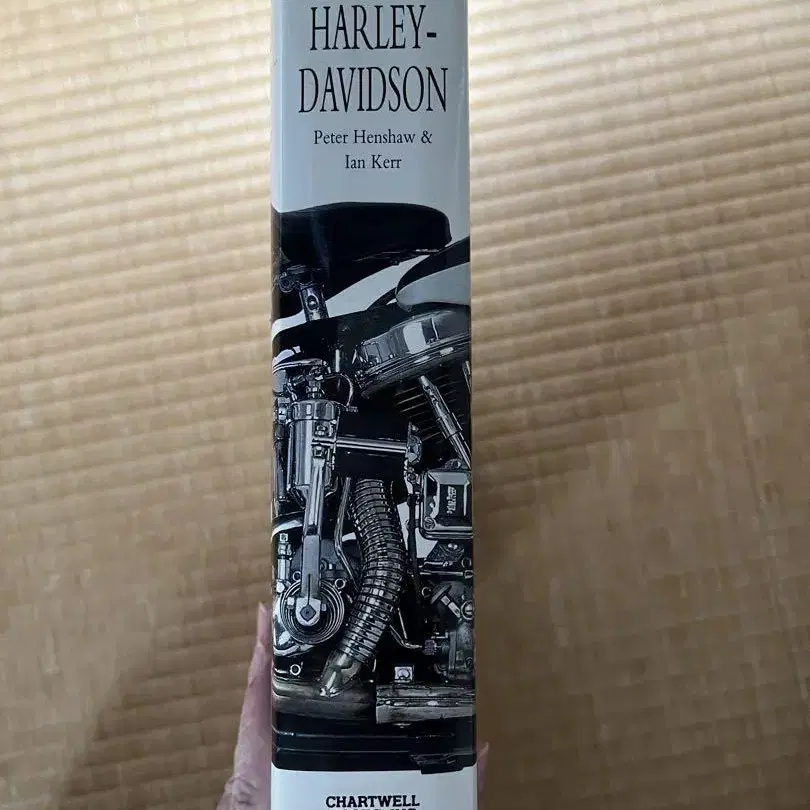 HARLEY-
DAVIDSON
Peter Henshaw &
Ian Kerr
CHARTWELL